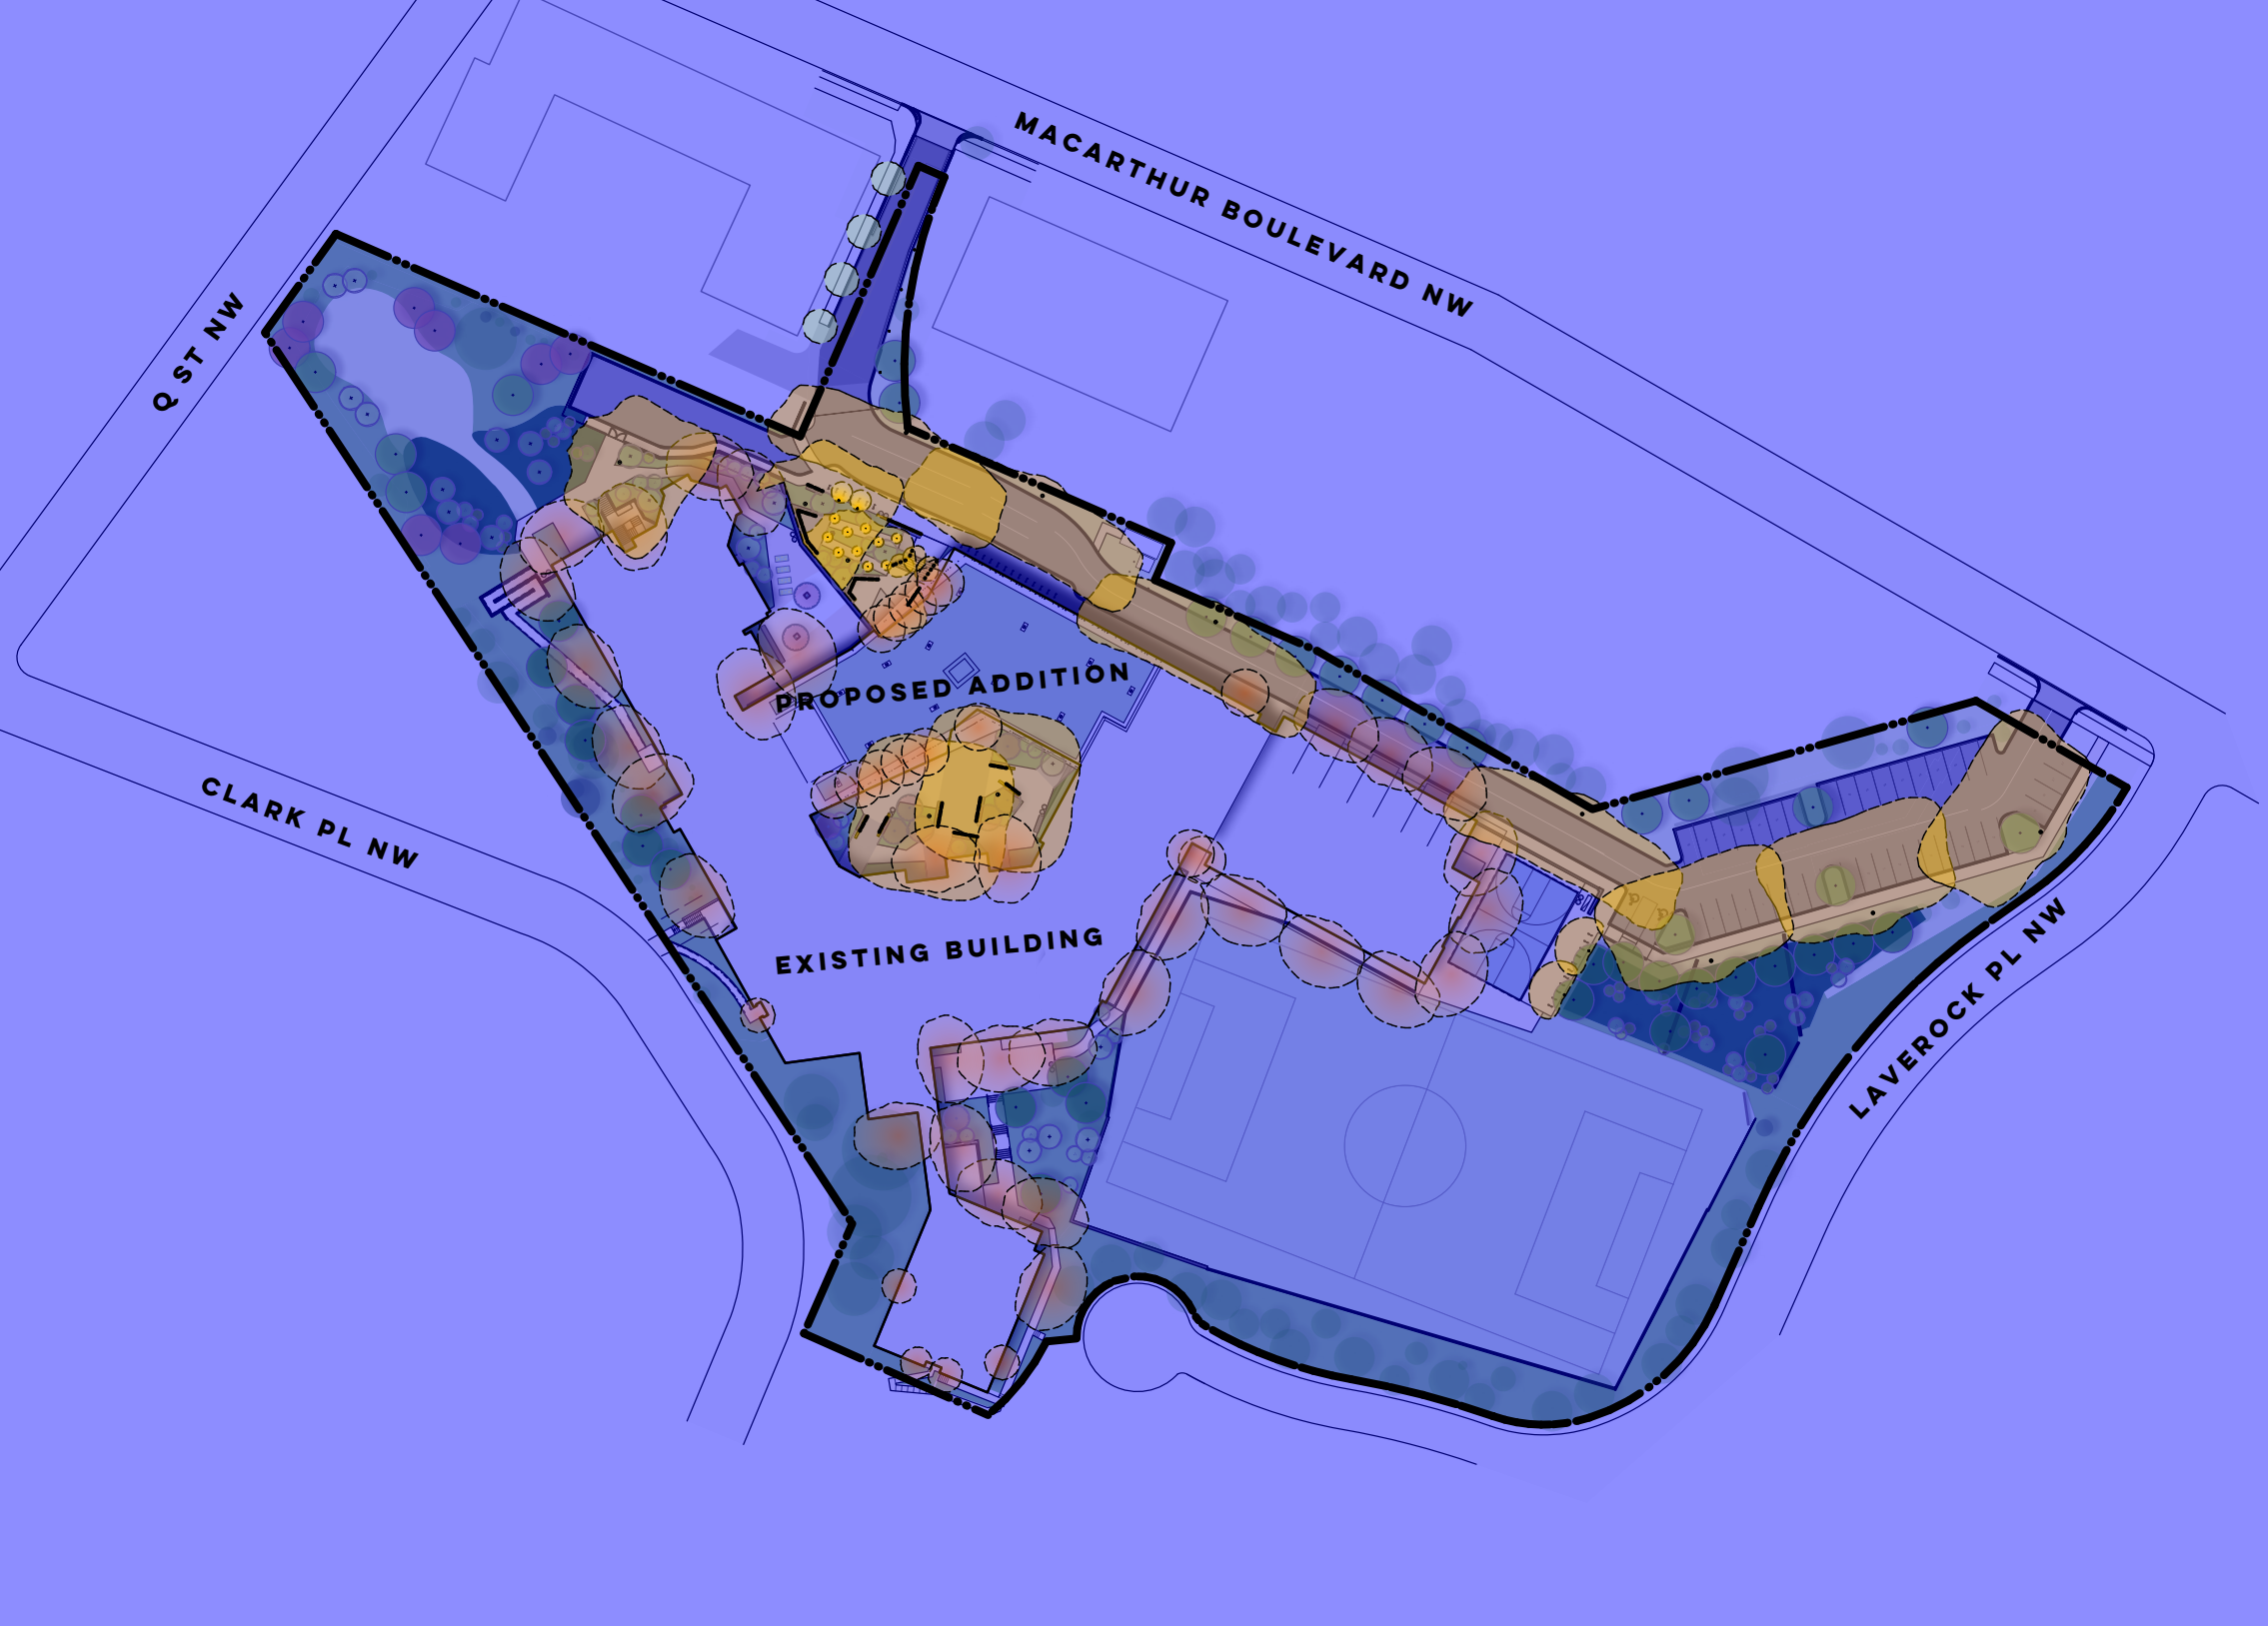 MACARTHUR BOULEVARD NW
Q ST NW
PROPOSED ADDITION
CLARK PL NW
EXISTING BUILDING
LAVEROCK PL NW